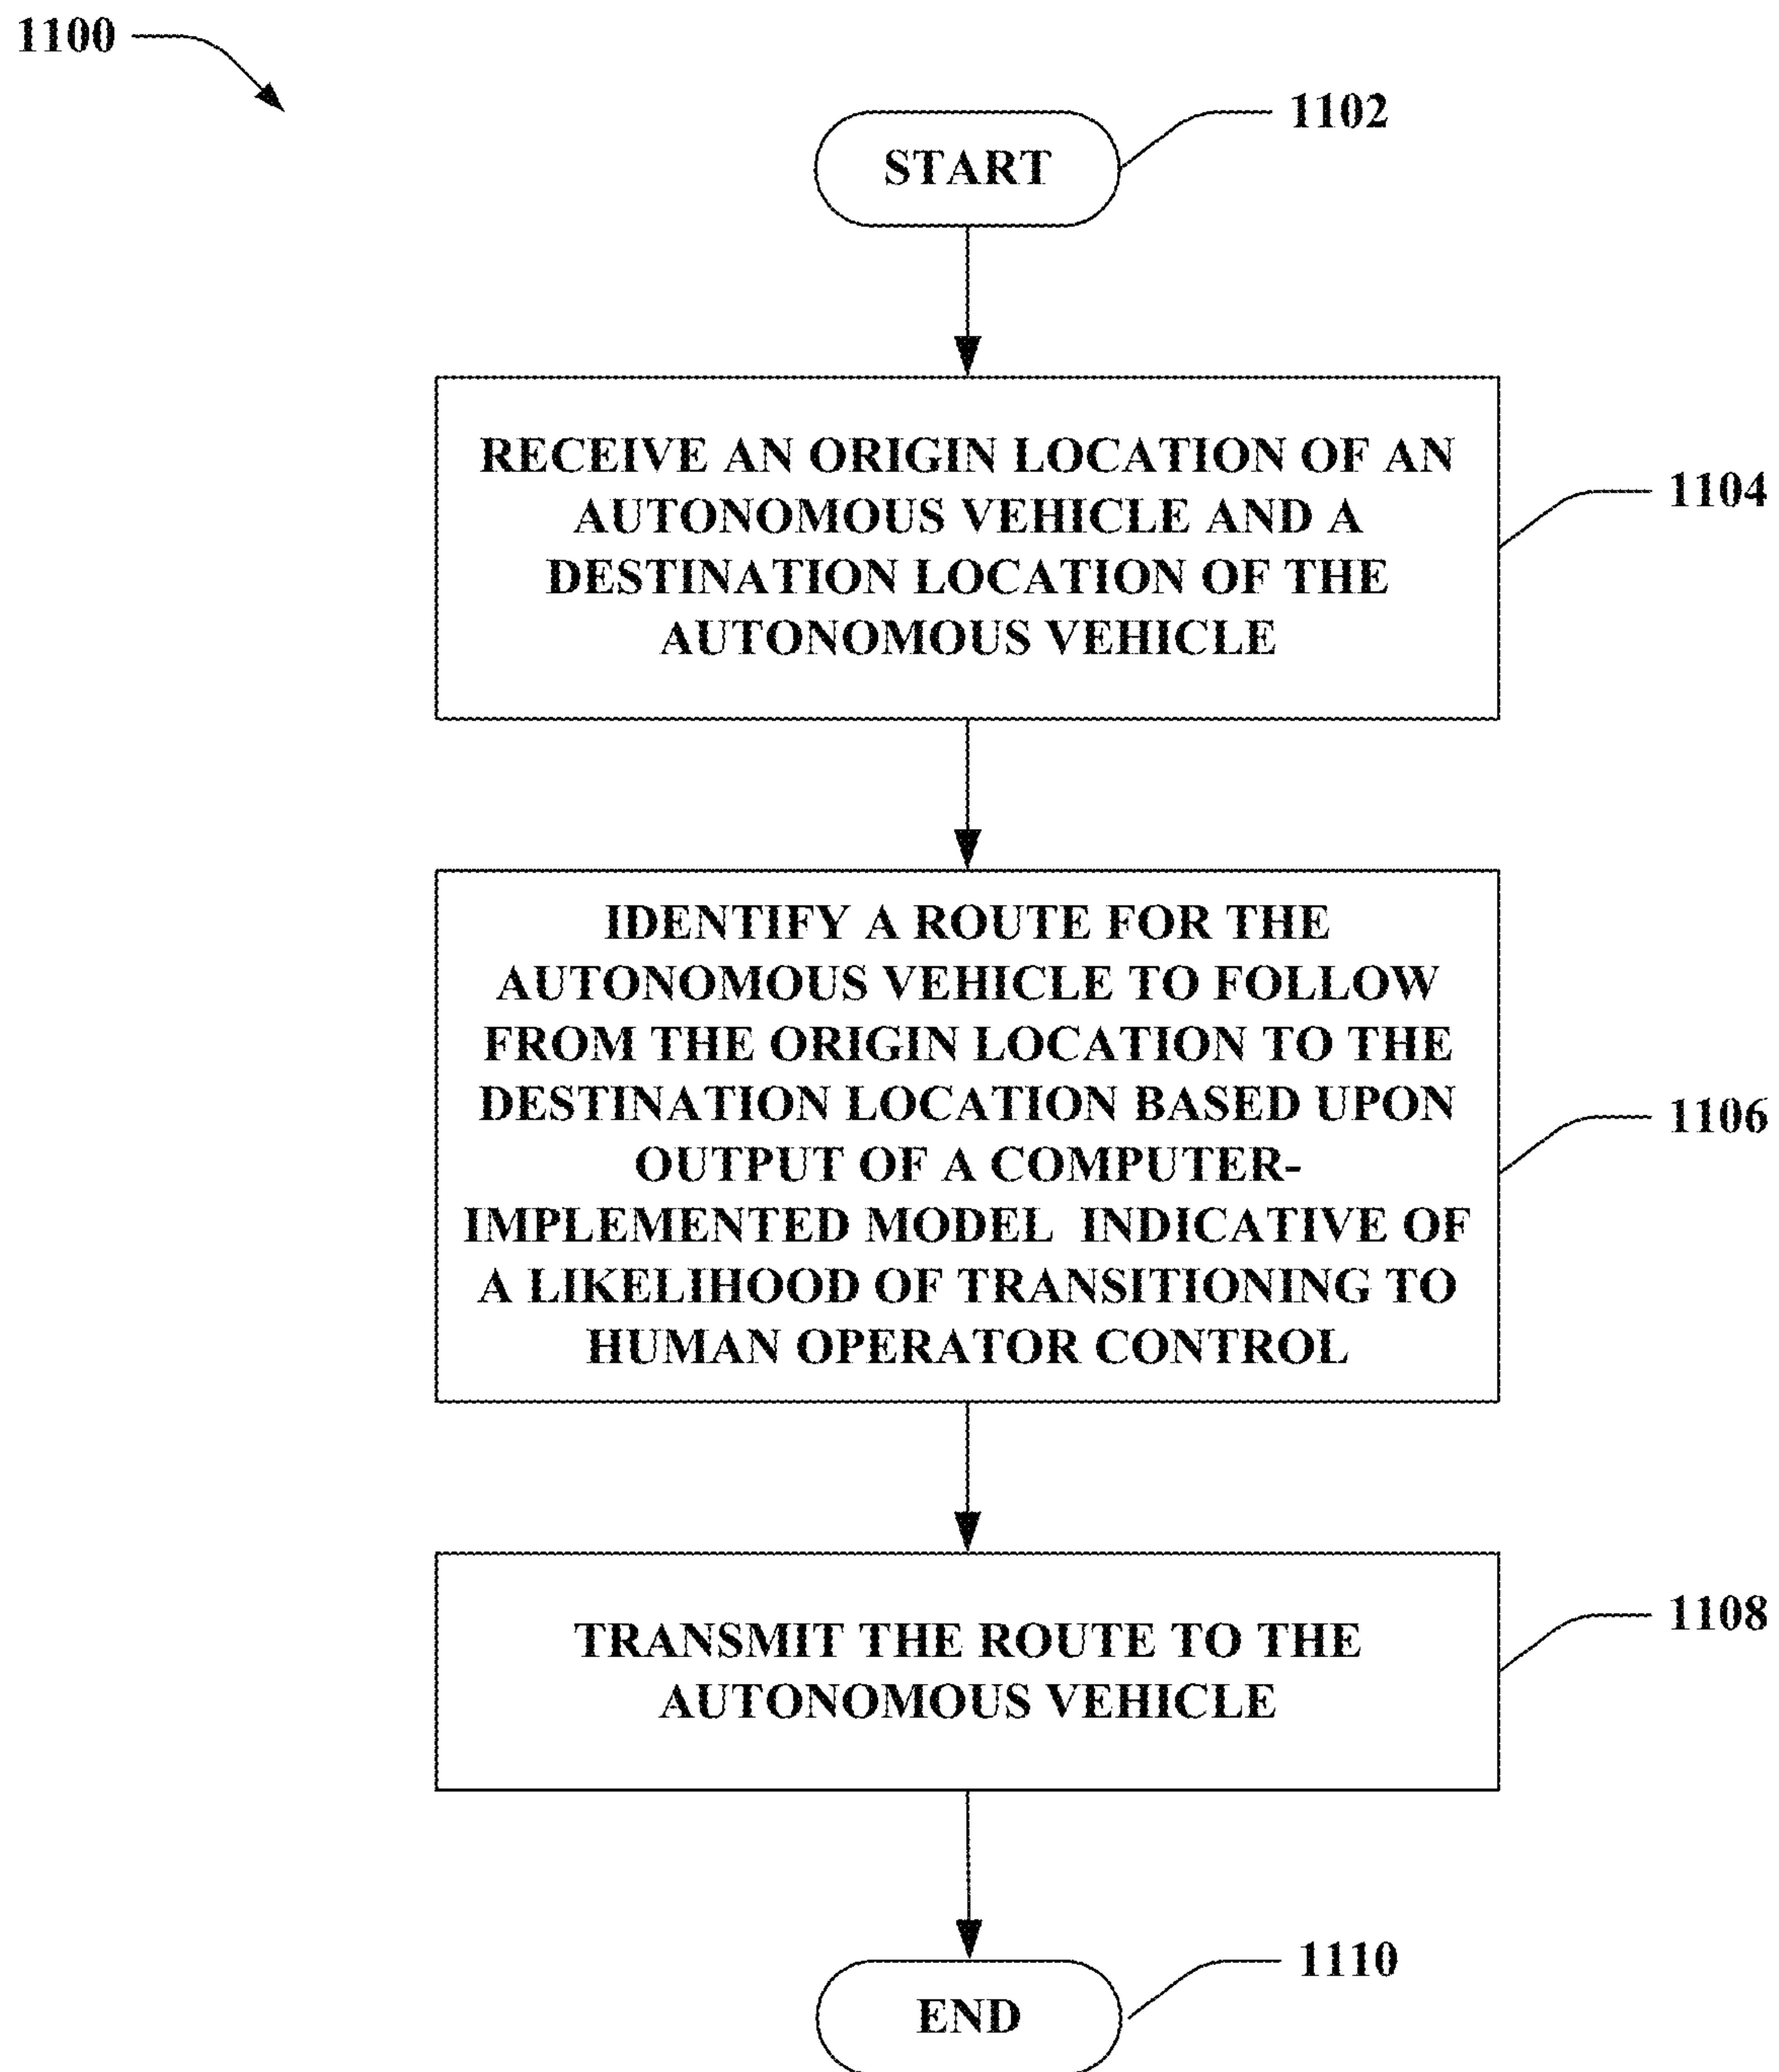 1100
1102
START
RECEIVE AN ORIGIN LOCATION OF AN
AUTONOMOUS VEHICLE AND A
DESTINATION LOCATION OF THE
AUTONOMOUS VEHICLE
1104
IDENTIFY A ROUTE FOR THE
AUTONOMOUS VEHICLE TO FOLLOW
FROM THE ORIGIN LOCATION TO THE
DESTINATION LOCATION BASED UPON
OUTPUT OF A COMPUTER-
IMPLEMENTED MODEL INDICATIVE OF
A LIKELIHOOD OF TRANSITIONING TO
HUMAN OPERATOR CONTROL
1106
TRANSMIT THE ROUTE TO THE
AUTONOMOUS VEHICLE
1108
1110
END